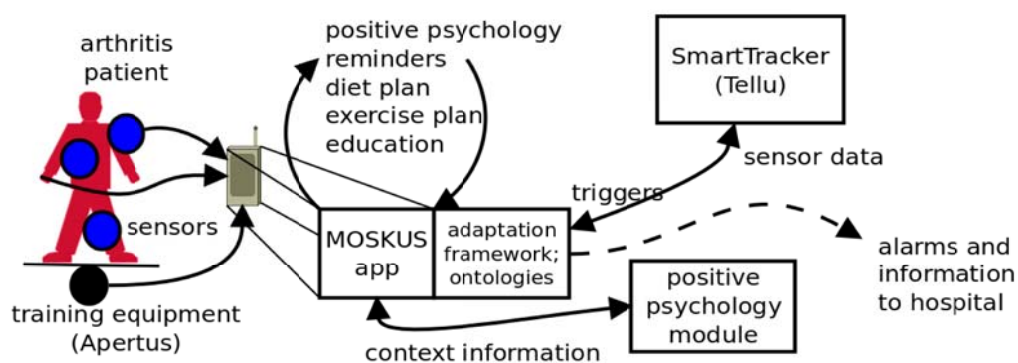 arthritis
patient
sensors
training equipment
(Apertus)
positive psychology
reminders
diet plan
exercise plan
education
MOSKUS
app
adaptation
framework;
ontologies
SmartTracker
(Tellu)
sensor data
triggers
alarms and
information
to hospital
positive
psychology
module
context information